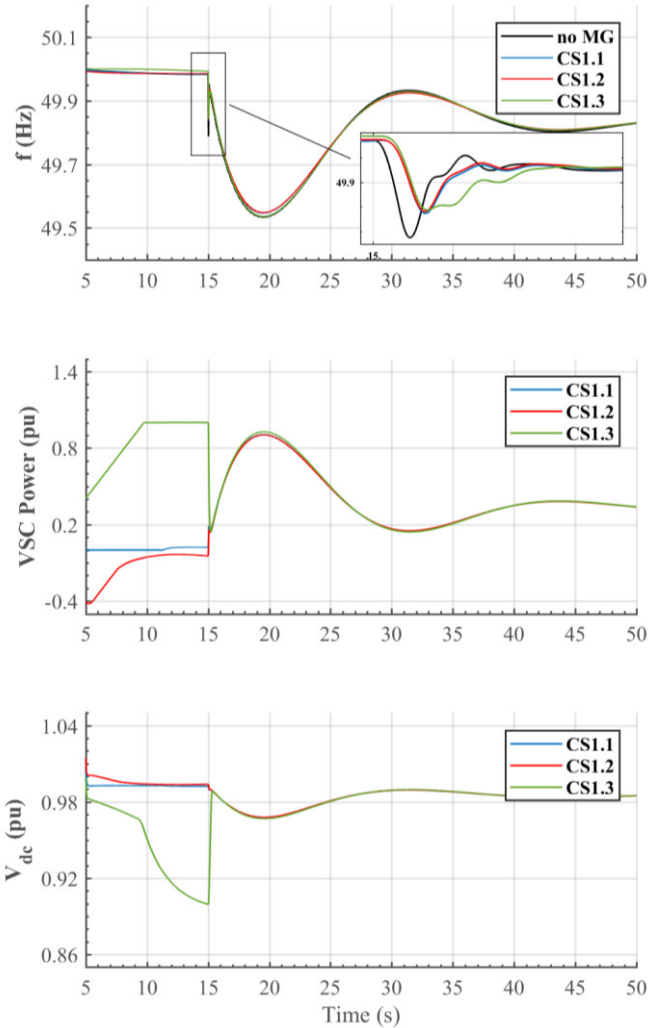 50.1
49.9
49.7
49.5
f (Hz)
no MG
CS1.1
CS1.2
CS1.3
49.9
15.
5 10 15 20 25 30 35 40 45 50
1.4
0.8
0.2
-0.4
VSC Power (pu)
CS1.1
CS1.2
CS1.3
5 10 15 20 25 30 35 40 45 50
1.04
0.98
0.92
0.86
V_dc (pu)
CS1.1
CS1.2
CS1.3
5 10 15 20 25 30 35 40 45 50
Time (s)